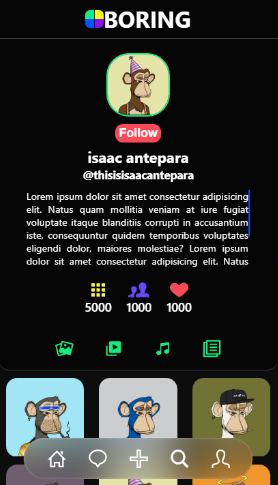 BORING
Follow
isaac antepara
@thisisisaacantepara
Lorem ipsum dolor sit amet consectetur adipisicing
elit. Natus quam mollitia veniam at iure fugiat
voluptate itaque blanditiis corrupti in accusantium
iste, consequuntur quidem temporibus voluptates
eligendi dolor, maiores molestiae? Lorem ipsum
dolor sit amet consectetur adipisicing elit. Natus
5000 1000 1000